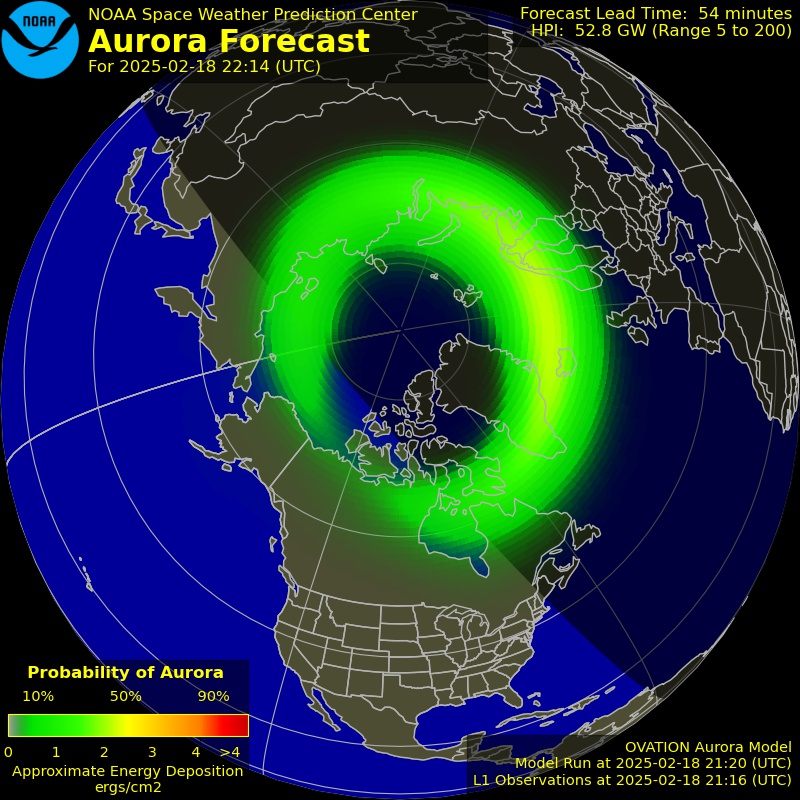 NOAA
NOAA Space Weather Prediction Center
Aurora Forecast
For 2025-02-18 22:14 (UTC)
Forecast Lead Time:  54 minutes
HPI:  52.8 GW (Range 5 to 200)
Probability of Aurora
10% 50% 90%
0 1 2 3 4 >4
Approximate Energy Deposition
ergs/cm2
OVATION Aurora Model
Model Run at 2025-02-18 21:20 (UTC)
L1 Observations at 2025-02-18 21:16 (UTC)